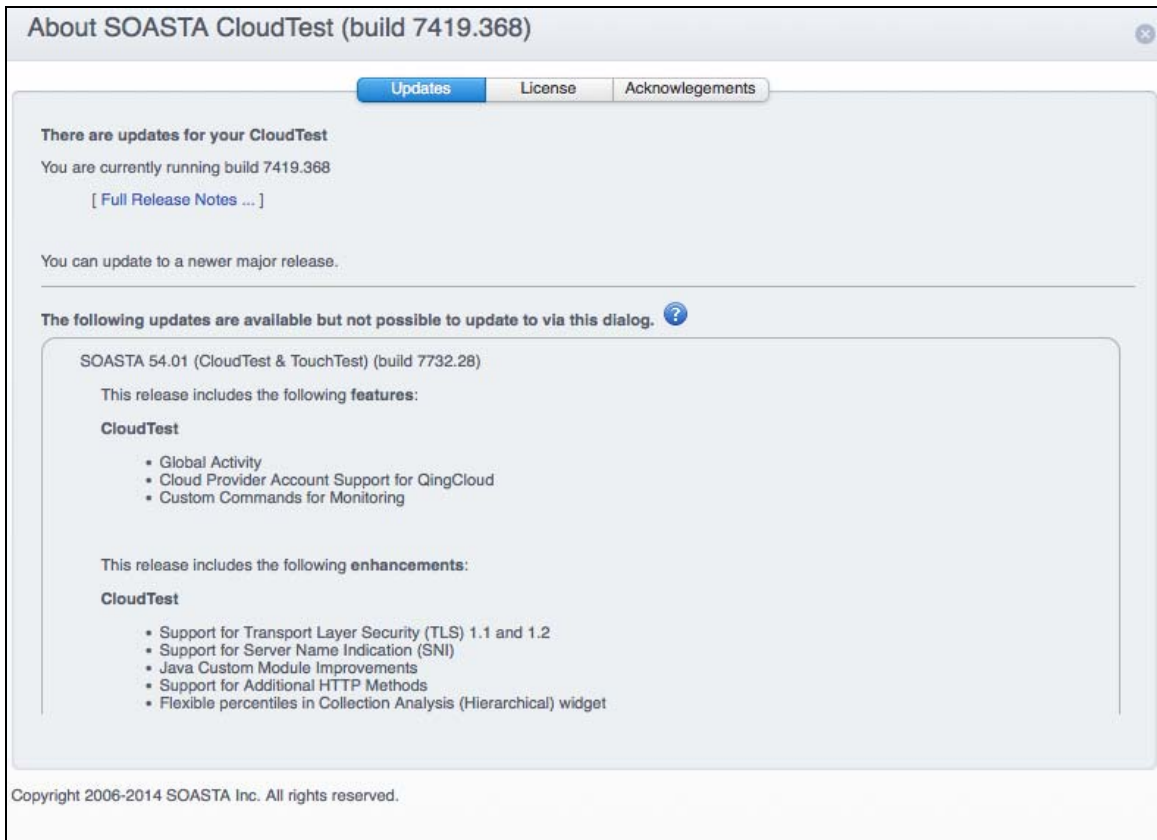 About SOASTA CloudTest (build 7419.368)
Updates
License
Acknowlegements
There are updates for your CloudTest
You are currently running build 7419.368
[ Full Release Notes ... ]
You can update to a newer major release.
The following updates are available but not possible to update to via this dialog. ?
SOASTA 54.01 (CloudTest & TouchTest) (build 7732.28)
This release includes the following features:
CloudTest
• Global Activity
• Cloud Provider Account Support for QingCloud
• Custom Commands for Monitoring
This release includes the following enhancements:
CloudTest
• Support for Transport Layer Security (TLS) 1.1 and 1.2
• Support for Server Name Indication (SNI)
• Java Custom Module Improvements
• Support for Additional HTTP Methods
• Flexible percentiles in Collection Analysis (Hierarchical) widget
Copyright 2006-2014 SOASTA Inc. All rights reserved.